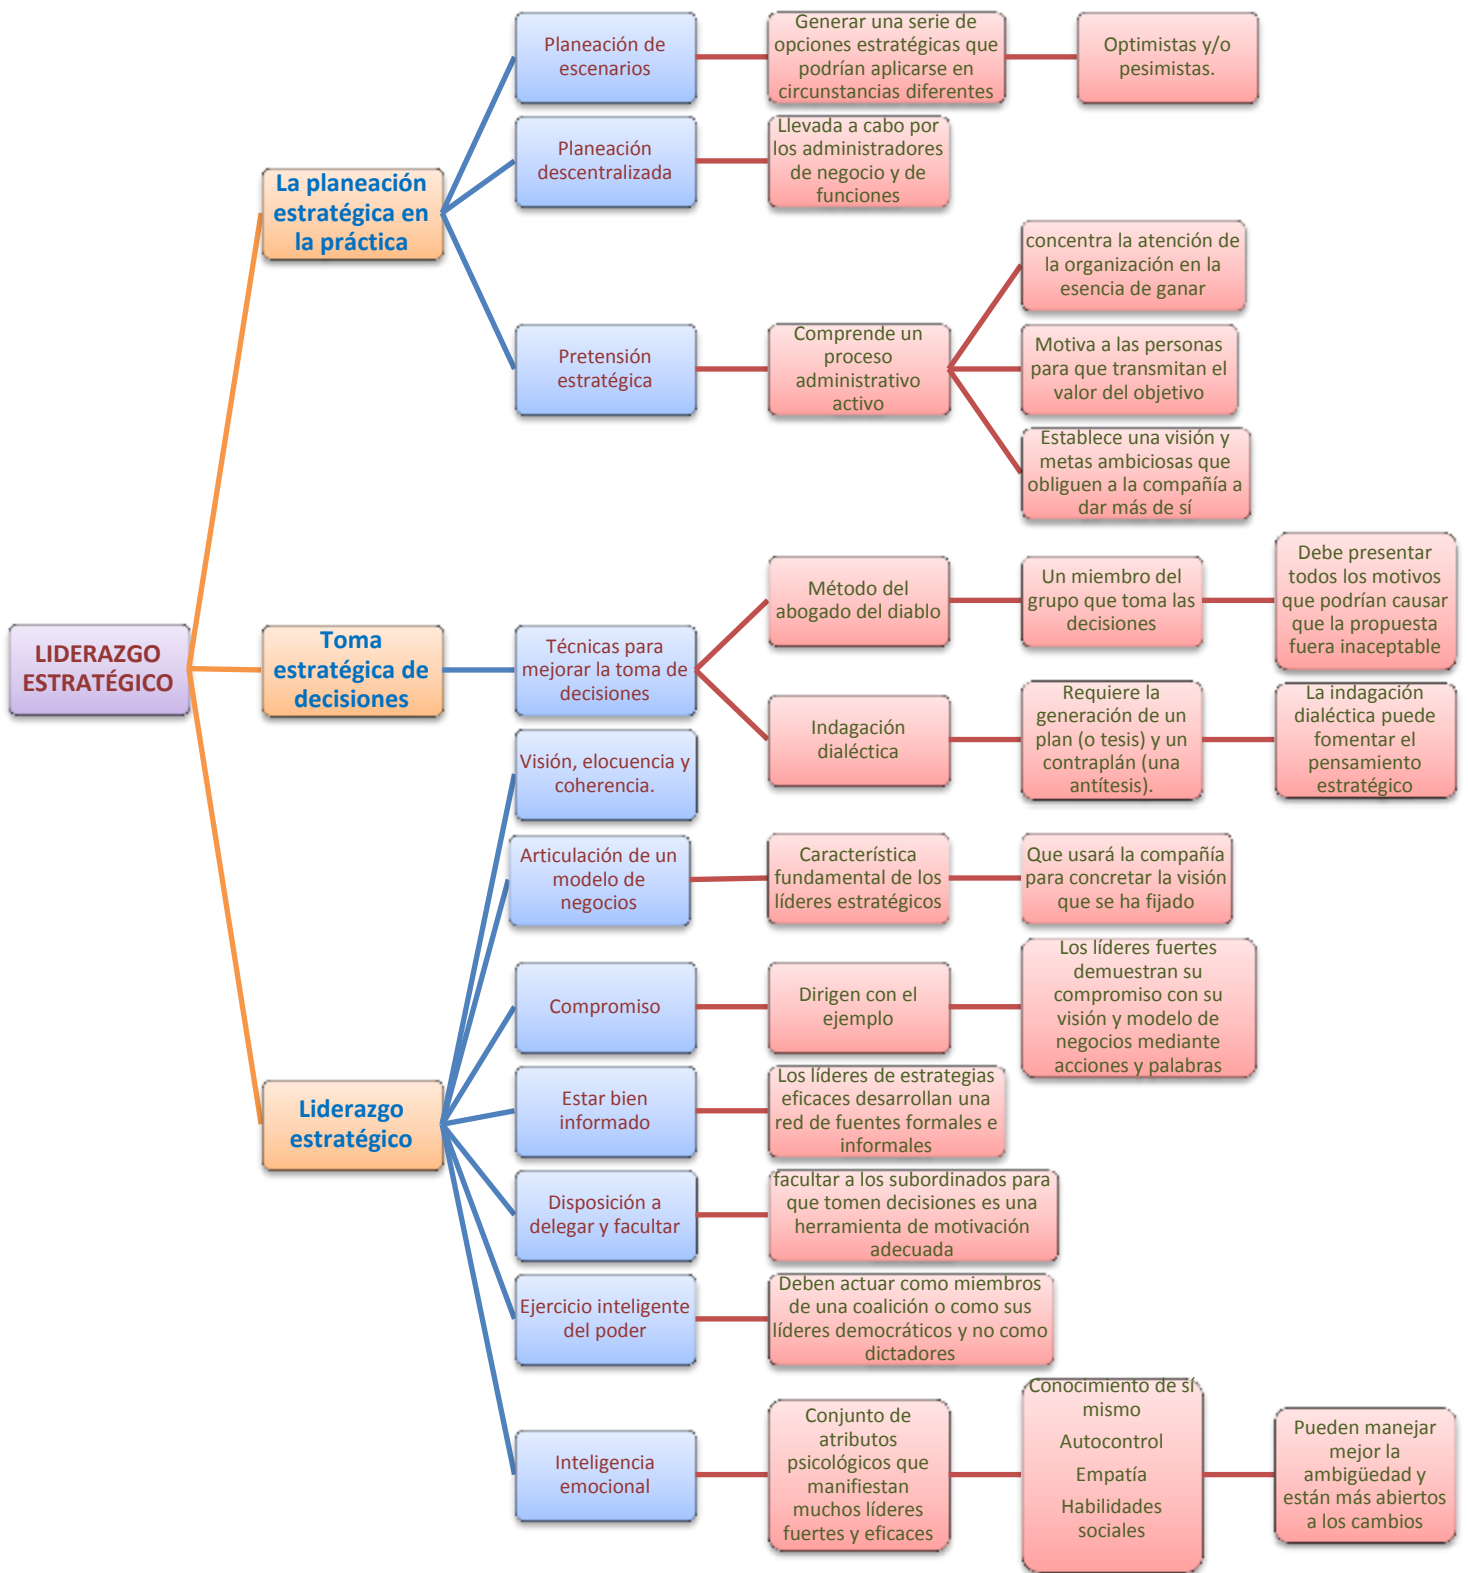 Planeación de
escenarios
Generar una serie de
opciones estratégicas que
podrían aplicarse en
circunstancias diferentes
Optimistas y/o
pesimistas.
Planeación
descentralizada
Llevada a cabo por
los administradores
de negocio y de
funciones
La planeación
estratégica en
la práctica
concentra la atención de
la organización en la
esencia de ganar
Pretensión
estratégica
Comprende un
proceso
administrativo
activo
Motiva a las personas
para que transmitan el
valor del objetivo
Establece una visión y
metas ambiciosas que
obliguen a la compañía a
dar más de sí
LIDERAZGO
ESTRATÉGICO
Toma
estratégica de
decisiones
Técnicas para
mejorar la toma de
decisiones
Método del
abogado del diablo
Un miembro del
grupo que toma las
decisiones
Debe presentar
todos los motivos
que podrían causar
que la propuesta
fuera inaceptable
Indagación
dialéctica
Requiere la
generación de un
plan (o tesis) y un
contraplán (una
antítesis).
La indagación
dialéctica puede
fomentar el
pensamiento
estratégico
Liderazgo
estratégico
Visión, elocuencia y
coherencia.
Articulación de un
modelo de
negocios
Característica
fundamental de los
líderes estratégicos
Que usará la compañía
para concretar la visión
que se ha fijado
Compromiso
Dirigen con el
ejemplo
Los líderes fuertes
demuestran su
compromiso con su
visión y modelo de
negocios mediante
acciones y palabras
Estar bien
informado
Los líderes de estrategias
eficaces desarrollan una
red de fuentes formales e
informales
Disposición a
delegar y facultar
facultar a los subordinados para
que tomen decisiones es una
herramienta de motivación
adecuada
Ejercicio inteligente
del poder
Deben actuar como miembros
de una coalición o como sus
líderes democráticos y no como
dictadores
Inteligencia
emocional
Conjunto de
atributos
psicológicos que
manifiestan
muchos líderes
fuertes y eficaces
Conocimiento de sí
mismo
Autocontrol
Empatía
Habilidades
sociales
Pueden manejar
mejor la
ambigüedad y
están más abiertos
a los cambios